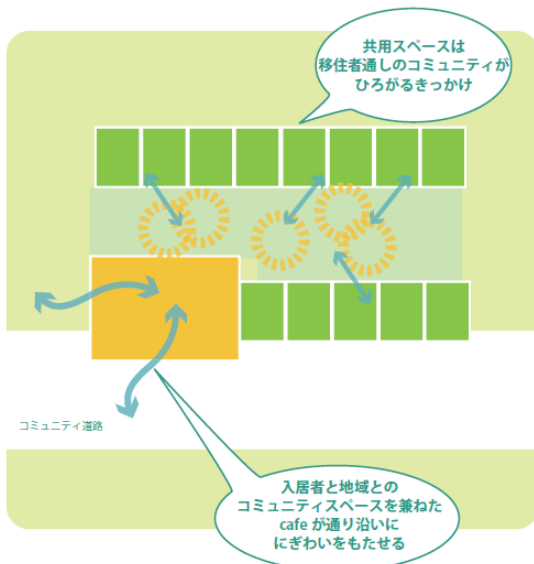 共用スペースは
移住者通しのコミュニティが
ひろがるきっかけ
コミュニティ道路
入居者と地域との
コミュニティスペースを兼ねた
cafe が通り沿いに
にぎわいをもたせる